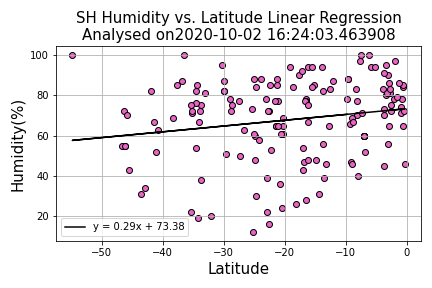 SH Humidity vs. Latitude Linear Regression
Analysed on2020-10-02 16:24:03.463908
Humidity(%)
100
80
60
40
20
y = 0.29x + 73.38
−50
−40
−30
−20
−10
0
Latitude